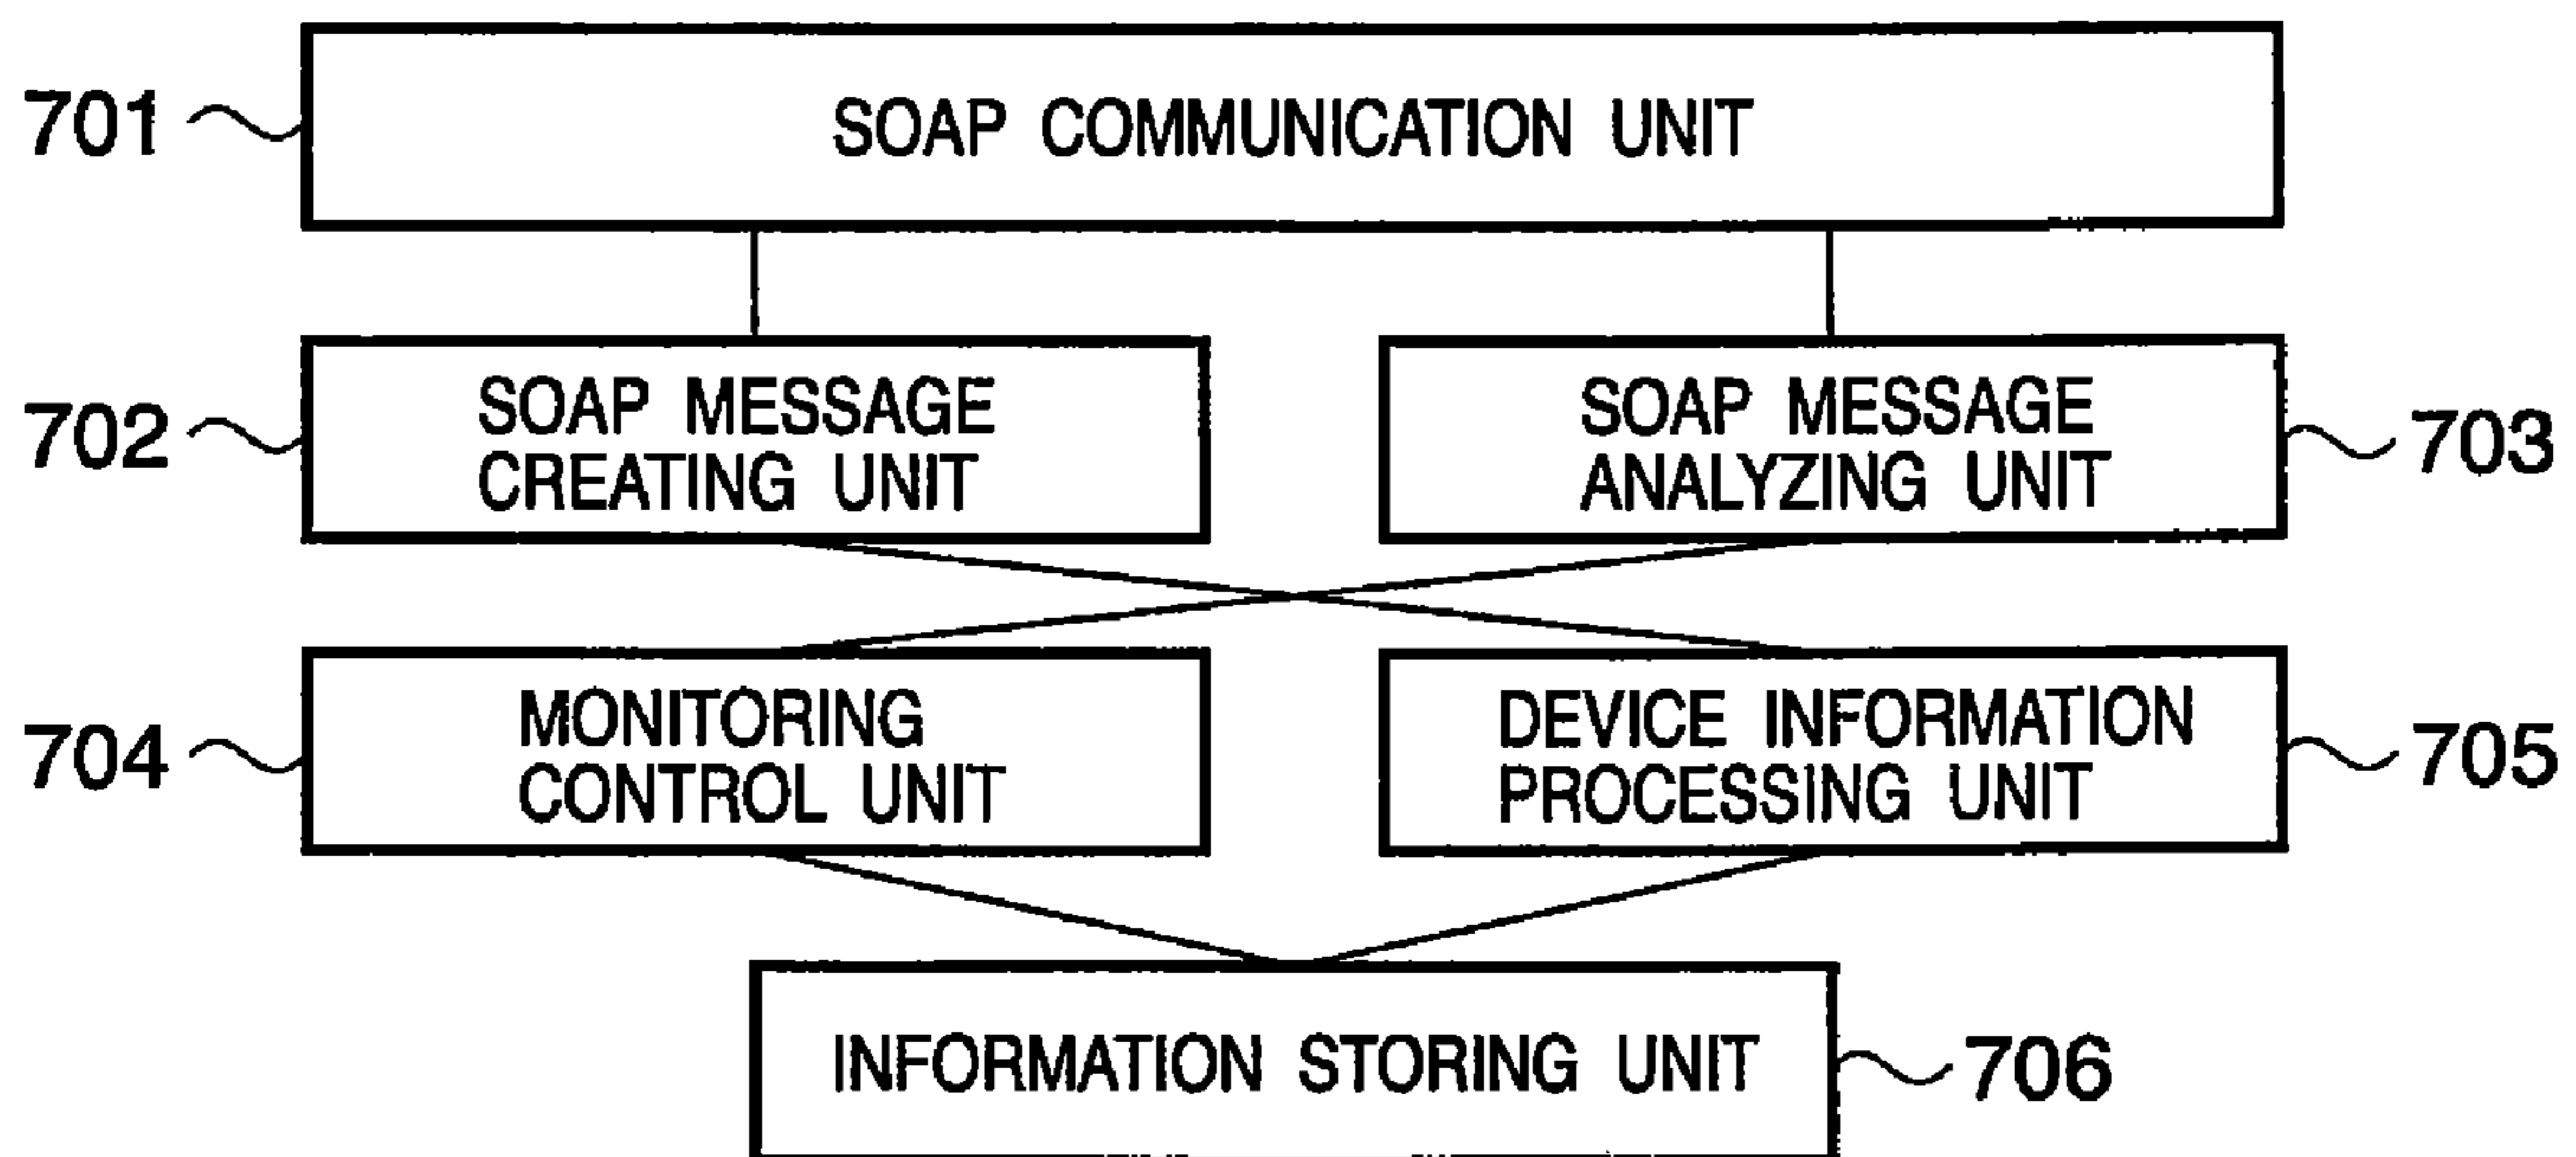 701
SOAP COMMUNICATION UNIT
702
SOAP MESSAGE
CREATING UNIT
SOAP MESSAGE
ANALYZING UNIT
703
704
MONITORING
CONTROL UNIT
DEVICE INFORMATION
PROCESSING UNIT
705
INFORMATION STORING UNIT
706